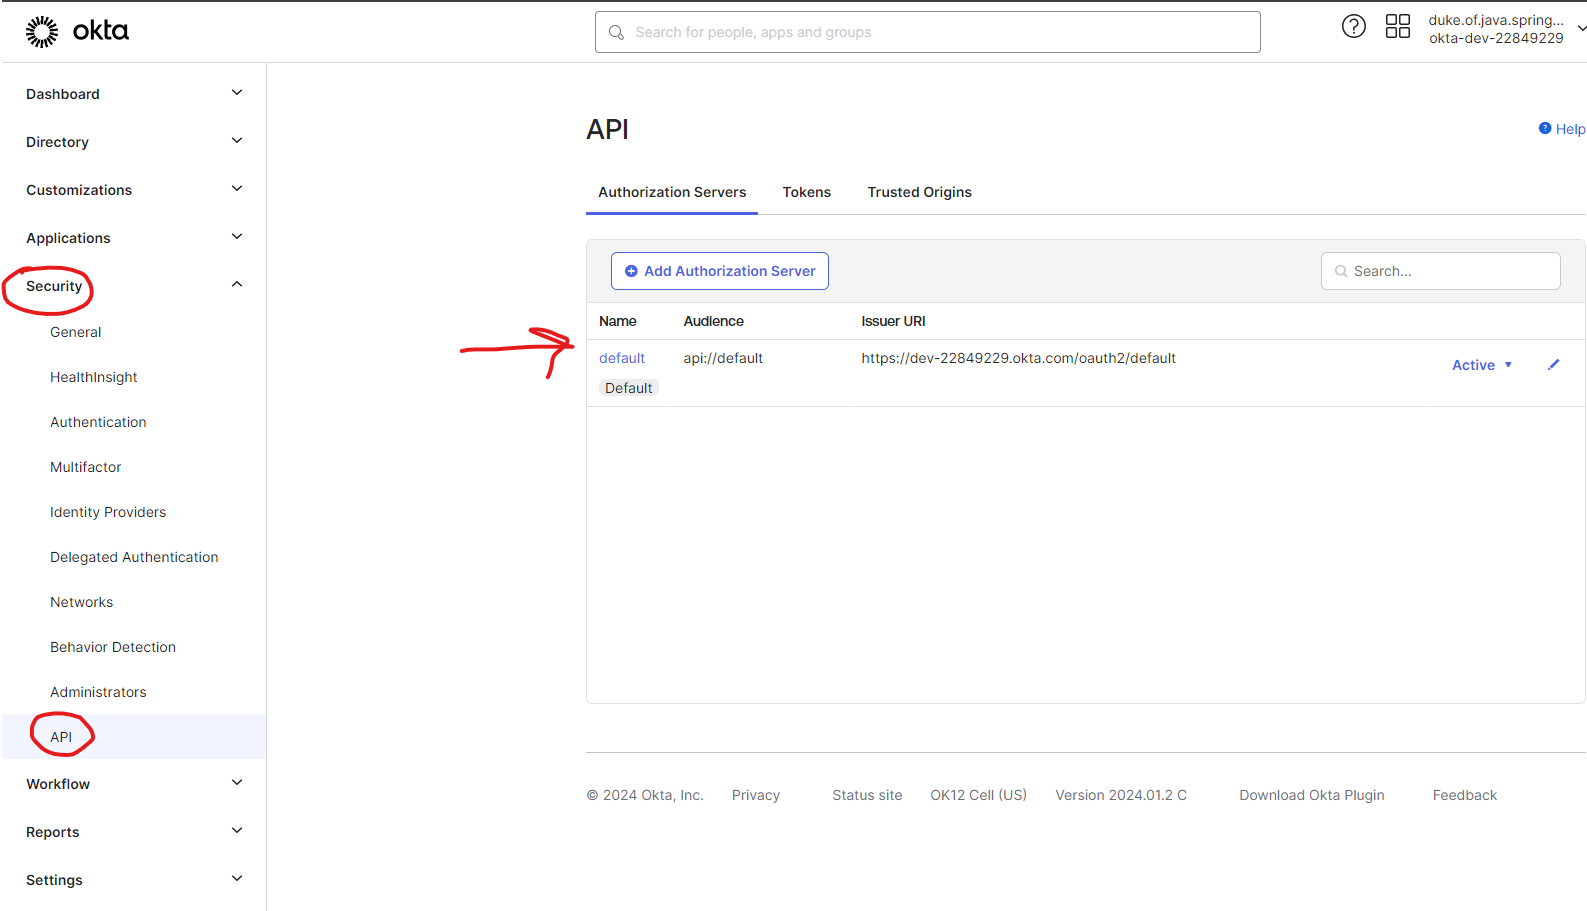 okta
Search for people, apps and groups
duke.of.java.spring...
okta-dev-22849229
Dashboard
Directory
Customizations
Applications
Security
General
HealthInsight
Authentication
Multifactor
Identity Providers
Delegated Authentication
Networks
Behavior Detection
Administrators
API
Workflow
Reports
Settings
API
Help
Authorization Servers Tokens Trusted Origins
Add Authorization Server
Search...
Name Audience Issuer URI
default api://default https://dev-22849229.okta.com/oauth2/default Active
Default
© 2024 Okta, Inc. Privacy Status site OK12 Cell (US) Version 2024.01.2 C Download Okta Plugin Feedback